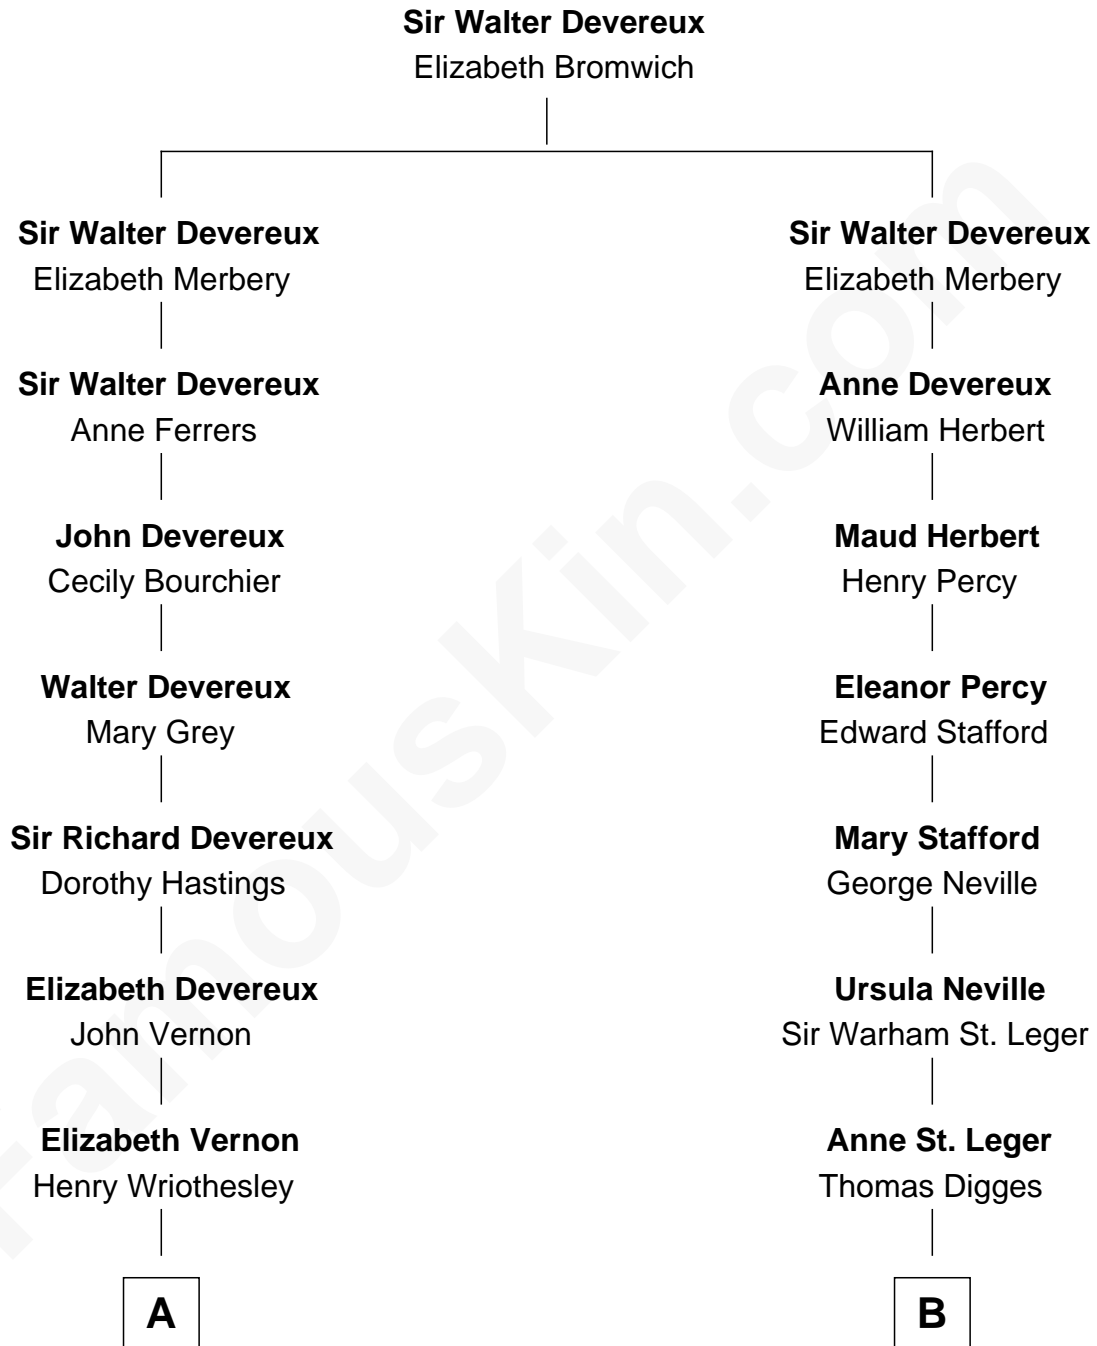 Sir Walter Devereux
Elizabeth Bromwich
Sir Walter Devereux
Elizabeth Merbery
Sir Walter Devereux
Elizabeth Merbery
Sir Walter Devereux
Anne Ferrers
Anne Devereux
William Herbert
John Devereux
Cecily Bourchier
Maud Herbert
Henry Percy
Walter Devereux
Mary Grey
Eleanor Percy
Edward Stafford
Sir Richard Devereux
Dorothy Hastings
Mary Stafford
George Neville
Elizabeth Devereux
John Vernon
Ursula Neville
Sir Warham St. Leger
Elizabeth Vernon
Henry Wriothesley
Anne St. Leger
Thomas Digges
A
B
FamousKin.com